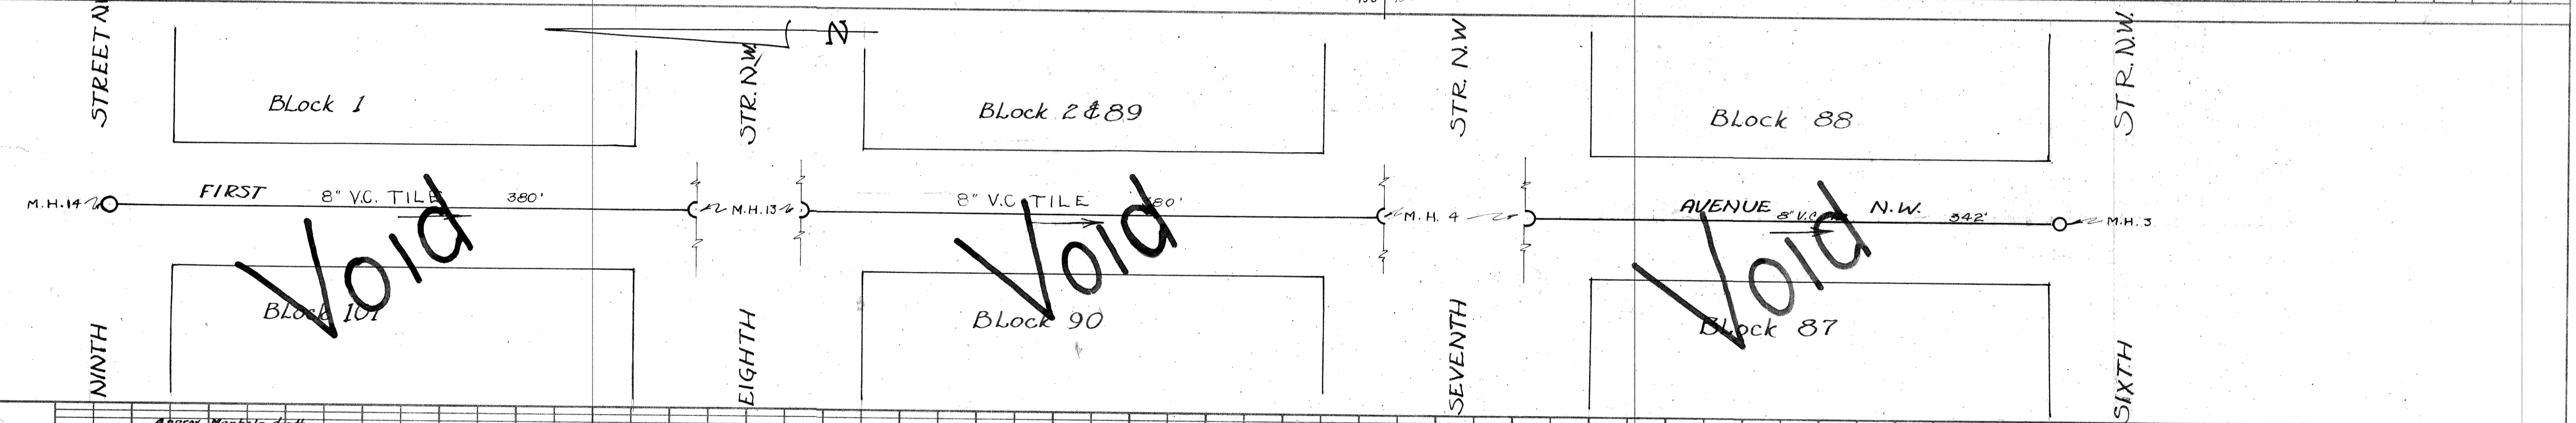 STREET
NINTH
N
STR. N.W.
EIGHTH
STR. N.W
SEVENTH
STR. N.W.
SIXTH
BLock 1
BLock 2 & 89
BLock 88
M.H.14
FIRST 8" V.C. TILE 380'
M.H.13
8" V.C. TILE
M.H. 4
AVENUE 8" V.C. N.W. 342'
M.H.3
Void
Void
Void
BLock 101
BLock 90
BLock 87